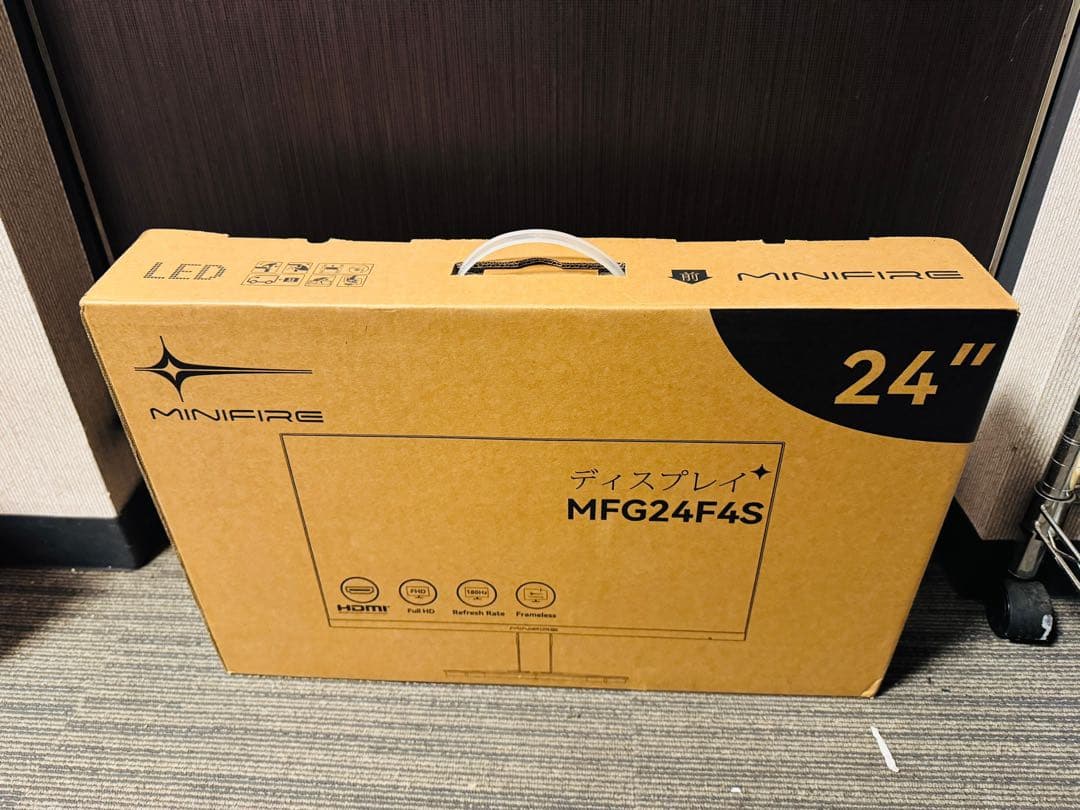 LED
前 MINIFIRE
MINIFIRE
24"
ディスプレイ
MFG24F4S
FHD
180Hz
HDMI
Full HD
Refresh Rate
Frameless
MINIFIRE